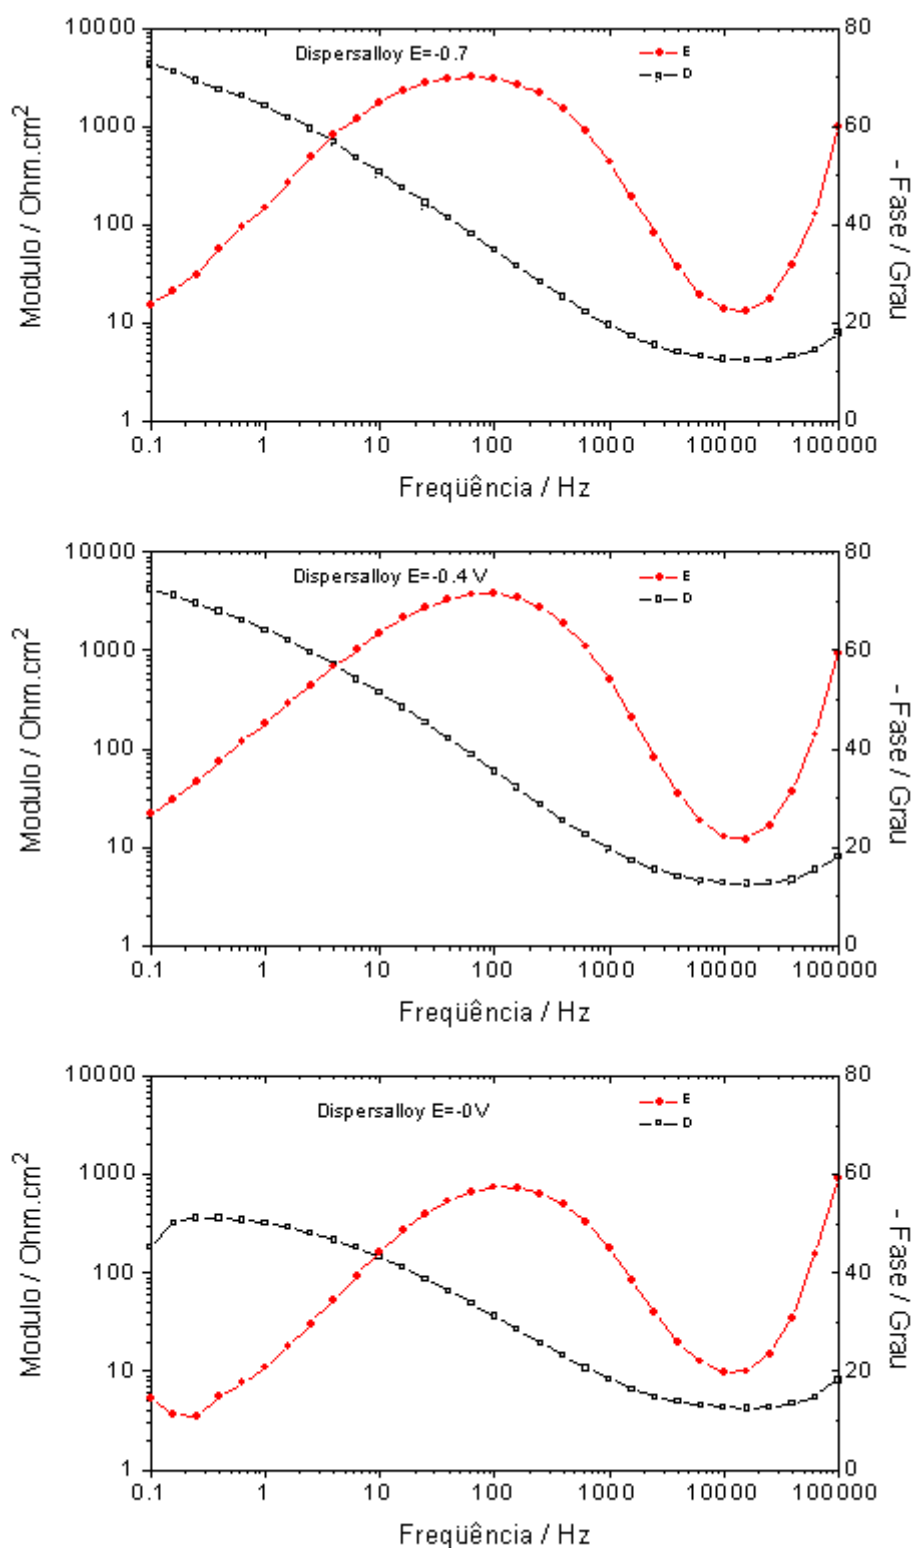 10000
1000
100
10
1
Modulo / Ohm.cm²
Dispersalloy E=-0.7
E
D
80
60
40
20
0
- Fase / Grau
0.1 1 10 100 1000 10000 100000
Freqüência / Hz
10000
1000
100
10
1
Modulo / Ohm.cm²
Dispersalloy E=-0.4 V
E
D
80
60
40
20
0
- Fase / Grau
0.1 1 10 100 1000 10000 100000
Freqüência / Hz
10000
1000
100
10
1
Modulo / Ohm.cm²
Dispersalloy E=-0 V
E
D
80
60
40
20
0
- Fase / Grau
0.1 1 10 100 1000 10000 100000
Freqüência / Hz